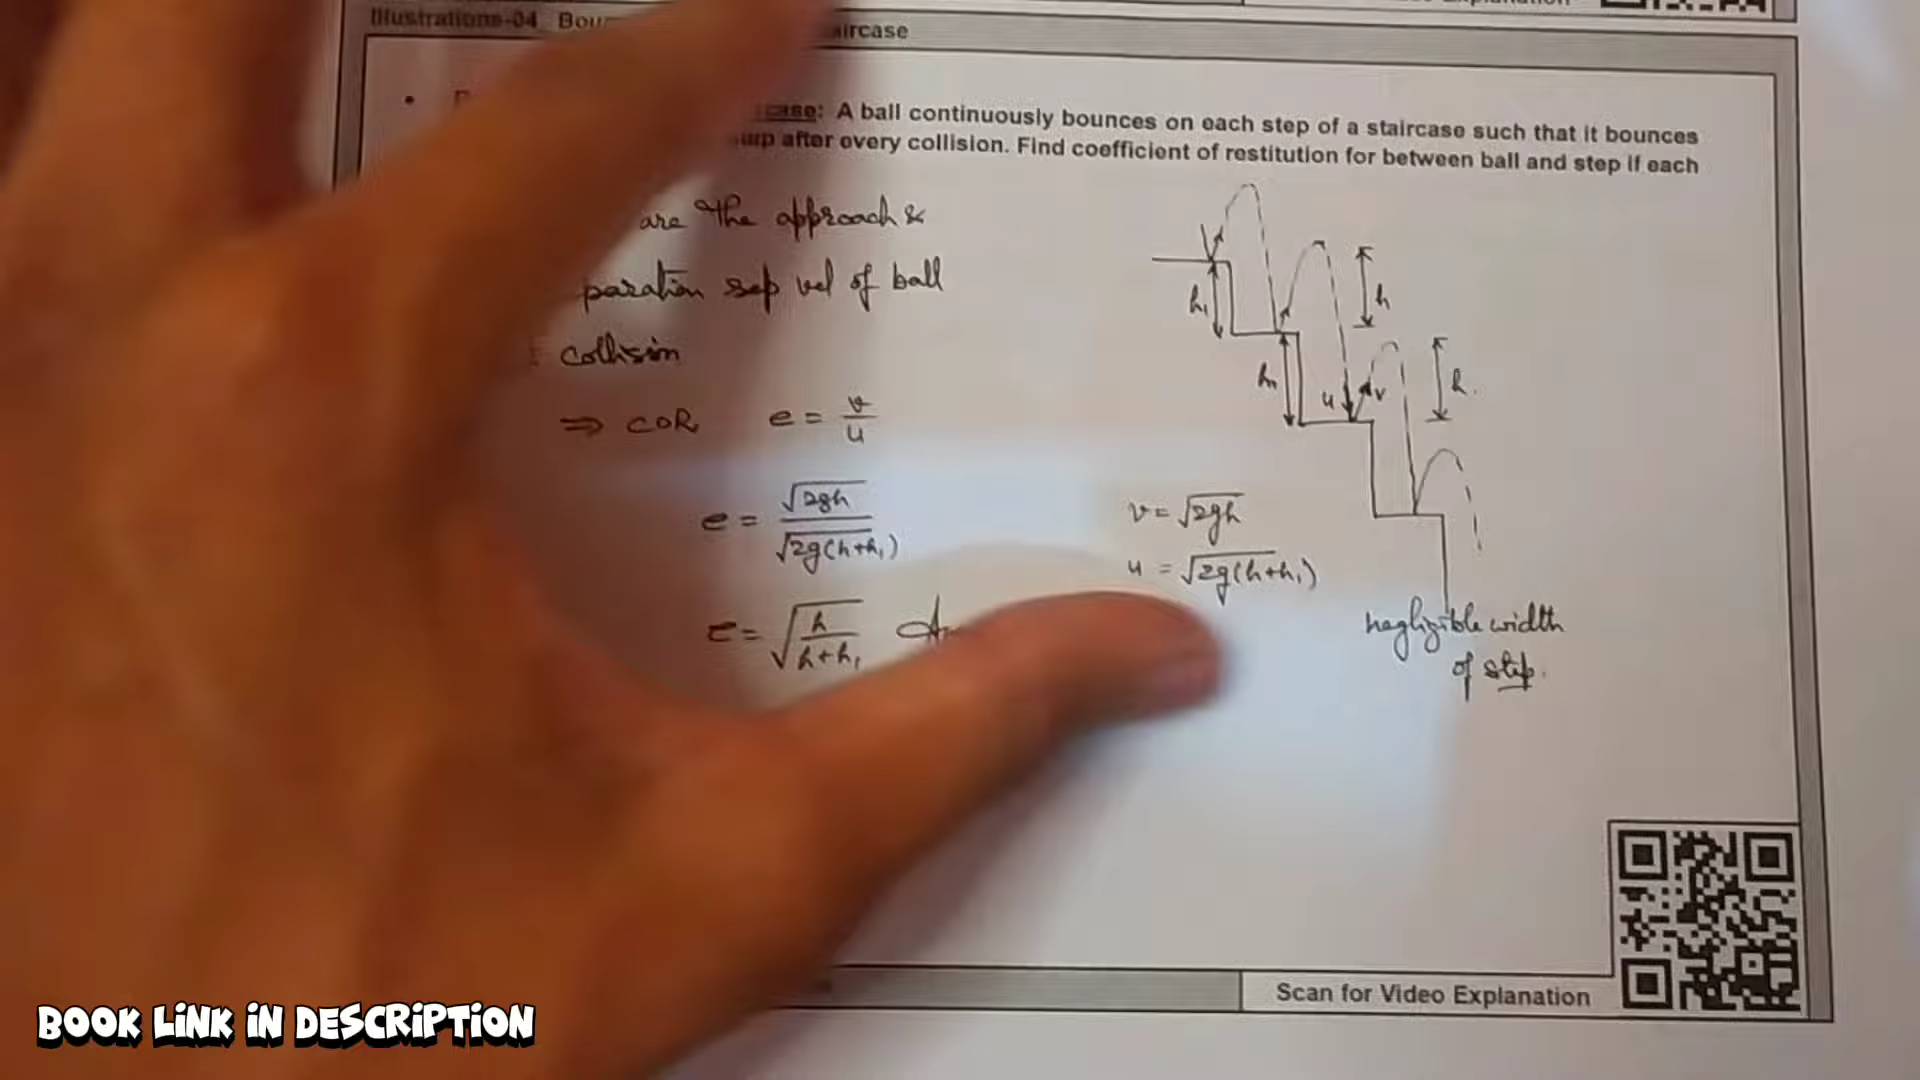 Illustrations-04
case: A ball continuously bounces on each step of a staircase such that it bounces
after every collision. Find coefficient of restitution for between ball and step if each
are the approach &
paration sep vel of ball
collision
⇒ COR e = v/u
e = √2gh / √2g(h+h₁)
e = √h/h+h₁
h₁
h
h₁
u
v
h.
v = √2gh
u = √2g(h+h₁)
negligible width
of step.
Scan for Video Explanation
BOOK LINK IN DESCRIPTION